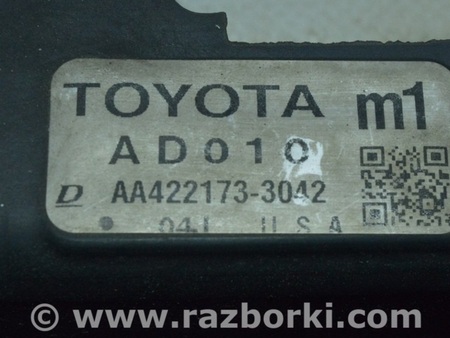 TOYOTA m1
AD010
D AA422173-3042
U S A
© www.razborki.com